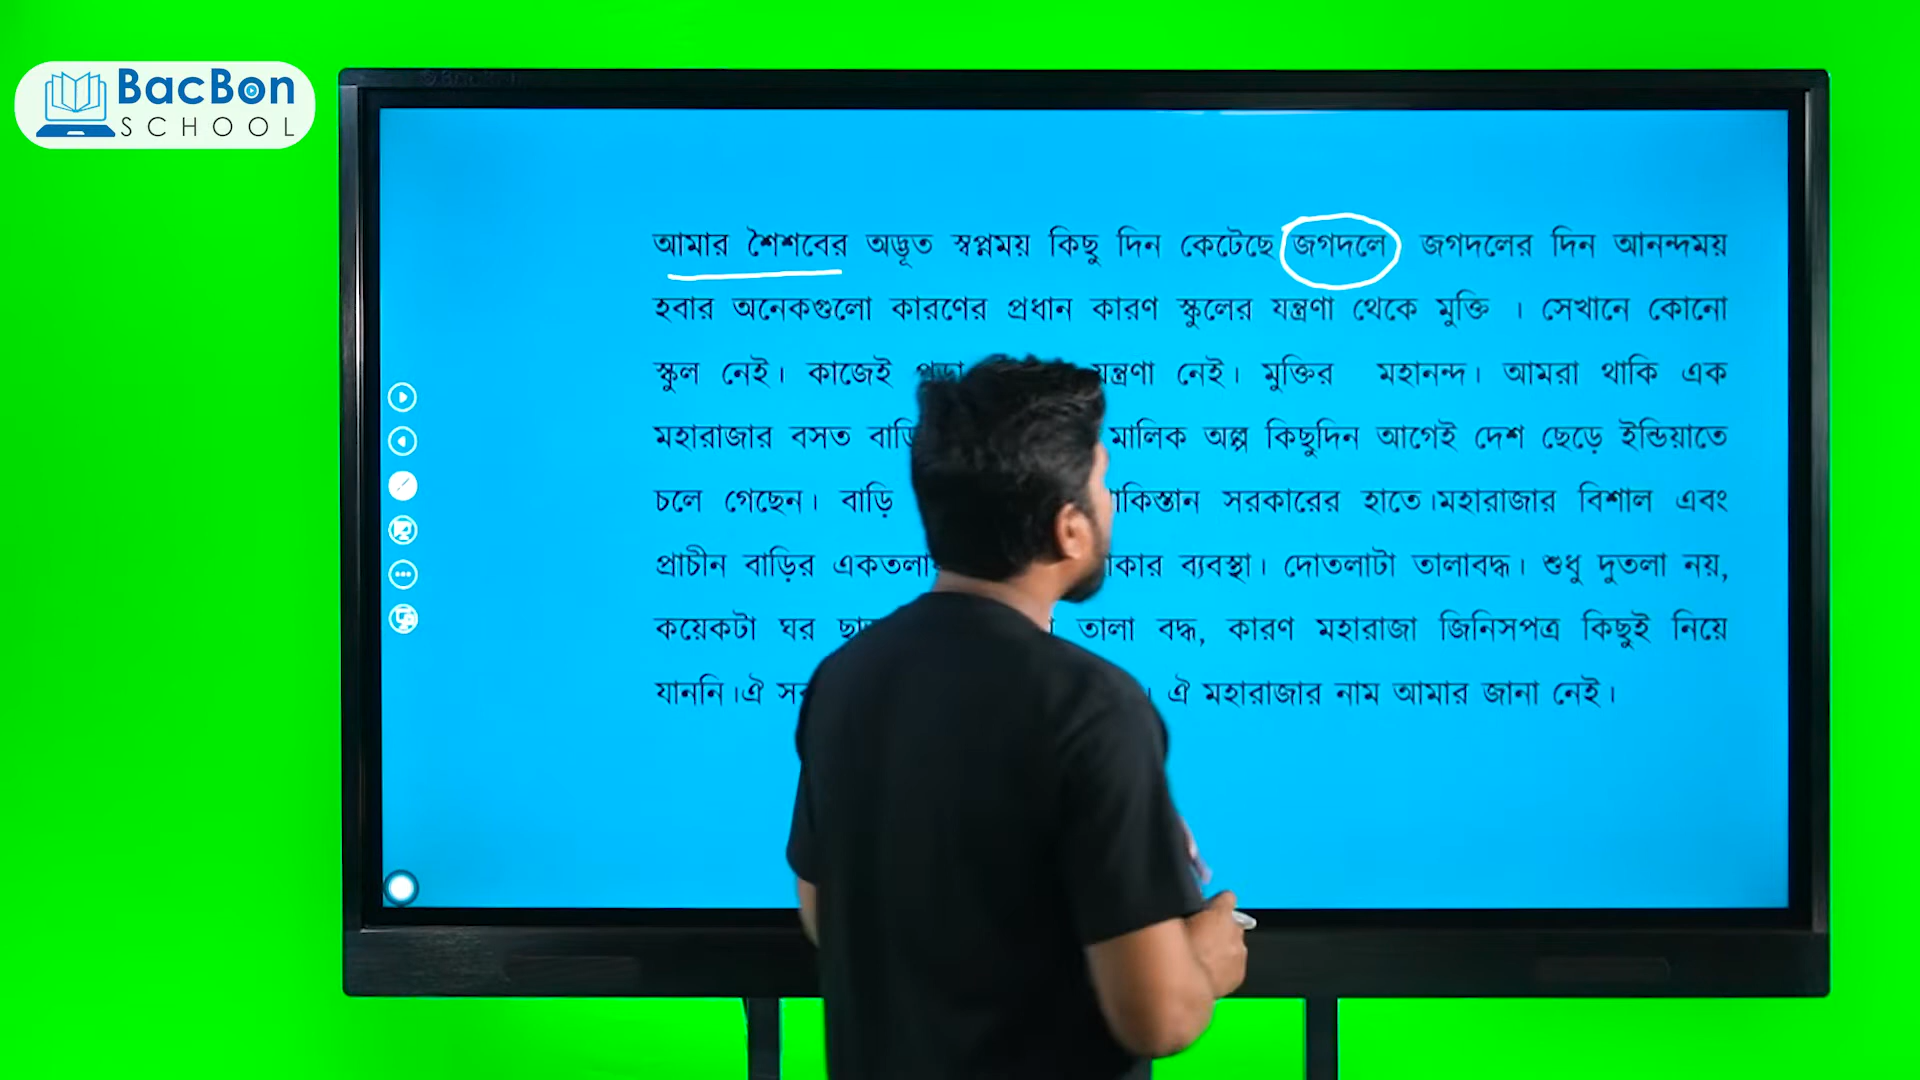 BacBon
SCHOOL
আমার শৈশবের অদ্ভূত স্বপ্নময় কিছু দিন কেটেছে জগদলে জগদলের দিন আনন্দময়
হবার অনেকগুলো কারণের প্রধান কারণ স্কুলের যন্ত্রণা থেকে মুক্তি । সেখানে কোনো
স্কুল নেই। কাজেই যন্ত্রণা নেই। মুক্তির মহানন্দ। আমরা থাকি এক
মহারাজার বসত মালিক অল্প কিছুদিন আগেই দেশ ছেড়ে ইন্ডিয়াতে
চলে গেছেন। বাড়ি সরকারের হাতে।মহারাজার বিশাল এবং
প্রাচীন বাড়ির ব্যবস্থা। দোতলাটা তালাবদ্ধ। শুধু দুতলা নয়,
কয়েকটা ঘর তালা বদ্ধ, কারণ মহারাজা জিনিসপত্র কিছুই নিয়ে
যাননি।ঐ ঐ মহারাজার নাম আমার জানা নেই।